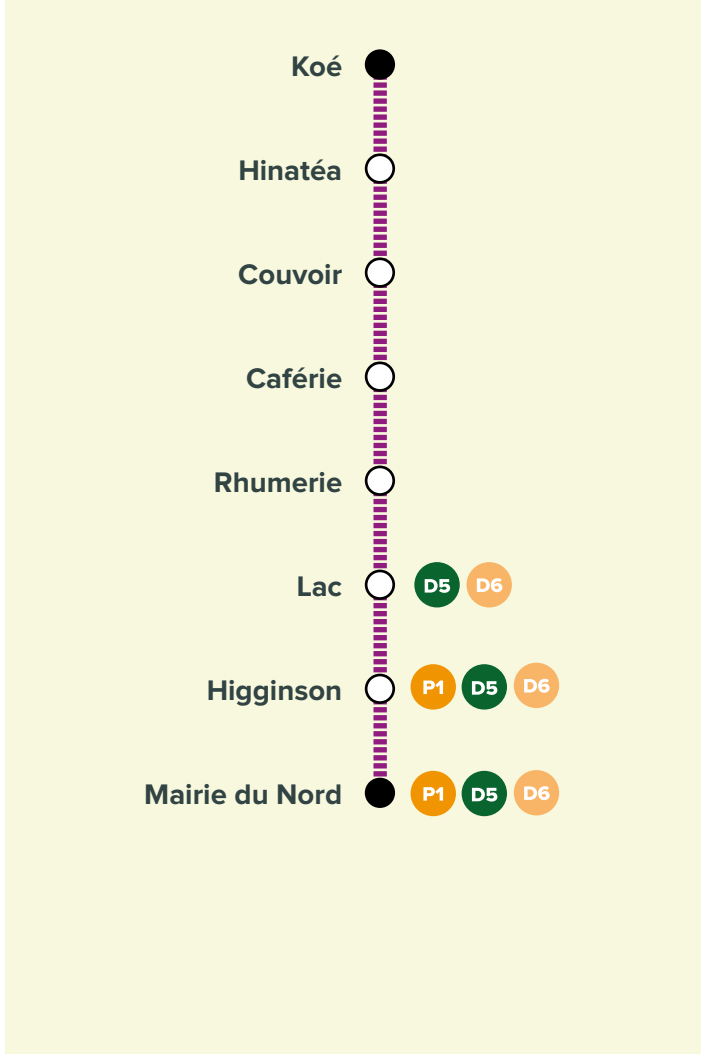 Koé
Hinatéa
Couvoir
Caférie
Rhumerie
Lac D5 D6
Higginson P1 D5 D6
Mairie du Nord P1 D5 D6